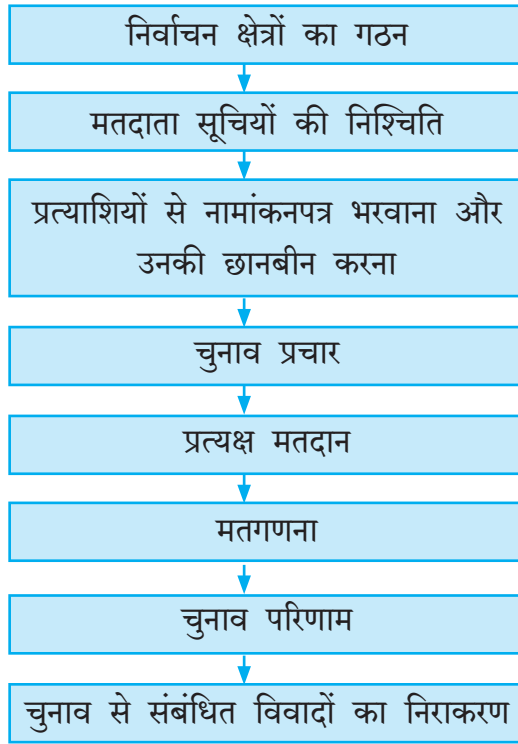 निर्वाचन क्षेत्रों का गठन
मतदाता सूचियों की निश्चिति
प्रत्याशियों से नामांकनपत्र भरवाना और
उनकी छानबीन करना
चुनाव प्रचार
प्रत्यक्ष मतदान
मतगणना
चुनाव परिणाम
चुनाव से संबंधित विवादों का निराकरण